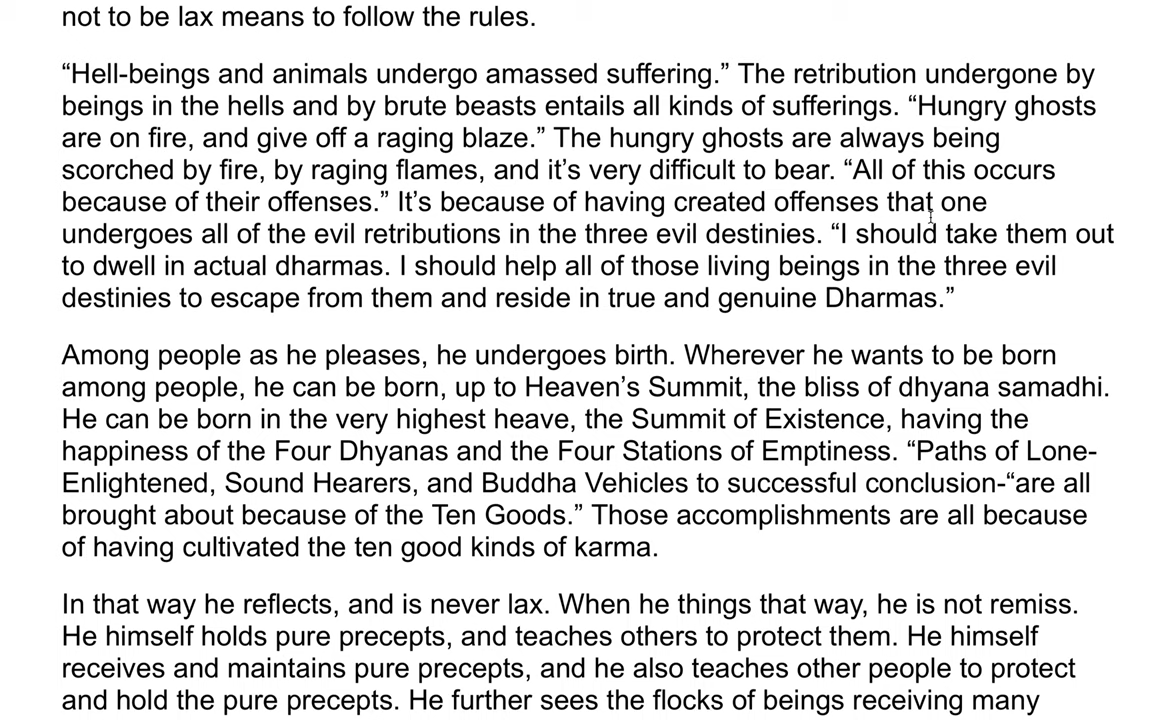 not to be lax means to follow the rules.
“Hell-beings and animals undergo amassed suffering.” The retribution undergone by
beings in the hells and by brute beasts entails all kinds of sufferings. “Hungry ghosts
are on fire, and give off a raging blaze.” The hungry ghosts are always being
scorched by fire, by raging flames, and it’s very difficult to bear. “All of this occurs
because of their offenses.” It’s because of having created offenses that one
undergoes all of the evil retributions in the three evil destinies. “I should take them out
to dwell in actual dharmas. I should help all of those living beings in the three evil
destinies to escape from them and reside in true and genuine Dharmas.”
Among people as he pleases, he undergoes birth. Wherever he wants to be born
among people, he can be born, up to Heaven’s Summit, the bliss of dhyana samadhi.
He can be born in the very highest heave, the Summit of Existence, having the
happiness of the Four Dhyanas and the Four Stations of Emptiness. “Paths of Lone-
Enlightened, Sound Hearers, and Buddha Vehicles to successful conclusion-“are all
brought about because of the Ten Goods.” Those accomplishments are all because
of having cultivated the ten good kinds of karma.
In that way he reflects, and is never lax. When he things that way, he is not remiss.
He himself holds pure precepts, and teaches others to protect them. He himself
receives and maintains pure precepts, and he also teaches other people to protect
and hold the pure precepts. He further sees the flocks of beings receiving many